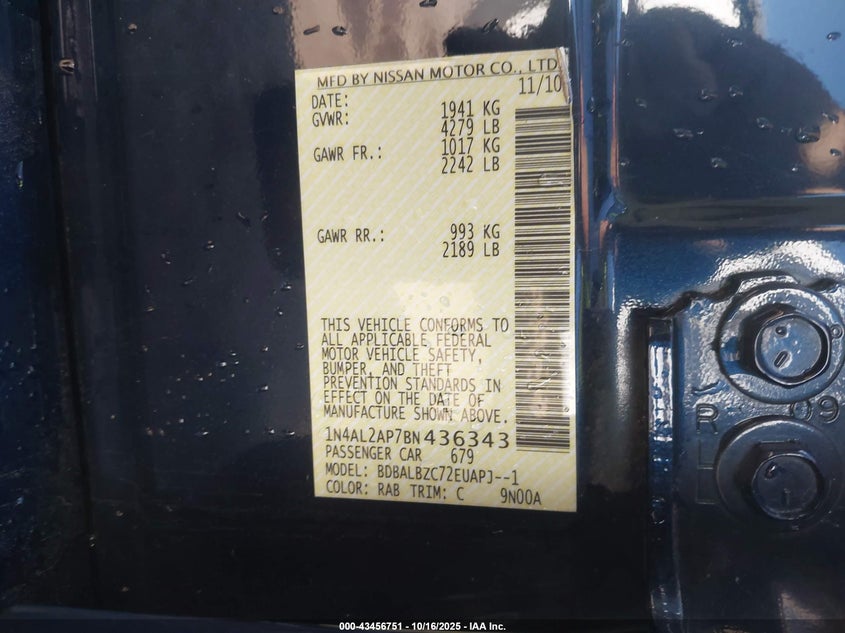 MFD BY NISSAN MOTOR CO., LTD.
DATE: 11/10
GVWR: 1941 KG
4279 LB
GAWR FR.: 1017 KG
2242 LB
GAWR RR.: 993 KG
2189 LB
THIS VEHICLE CONFORMS TO
ALL APPLICABLE FEDERAL
MOTOR VEHICLE SAFETY,
BUMPER, AND THEFT
PREVENTION STANDARDS IN
EFFECT ON THE DATE OF
MANUFACTURE SHOWN ABOVE.
1N4AL2AP7BN436343
PASSENGER CAR 679
MODEL: BDBALBZC72EUAPJ--1
COLOR: RAB TRIM: C 9N00A
R 09
000-43456751 - 10/16/2025 - IAA Inc.